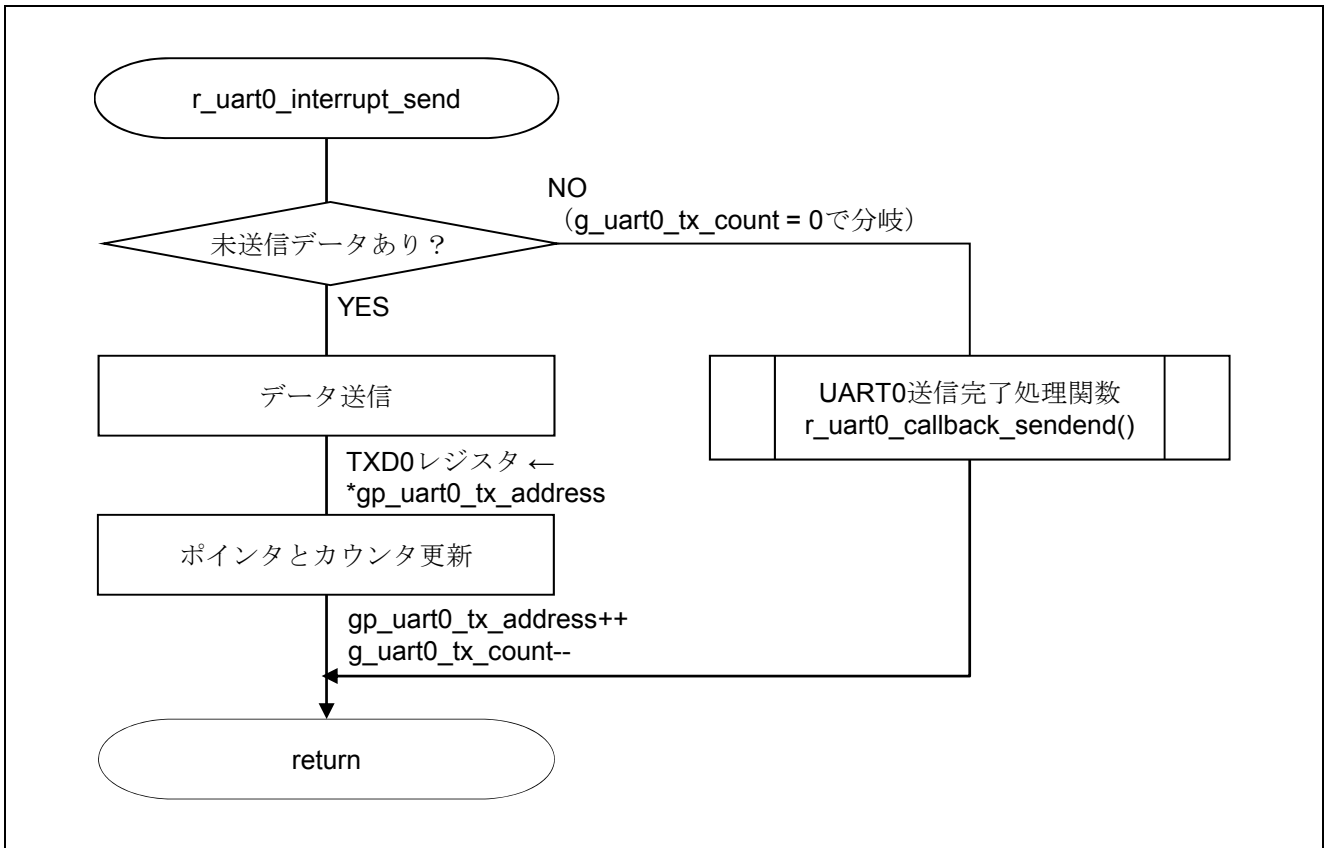 r_uart0_interrupt_send
NO
（g_uart0_tx_count = 0で分岐）
未送信データあり？
YES
データ送信
UART0送信完了処理関数
r_uart0_callback_sendend()
TXD0レジスタ ←
*gp_uart0_tx_address
ポインタとカウンタ更新
gp_uart0_tx_address++
g_uart0_tx_count--
return